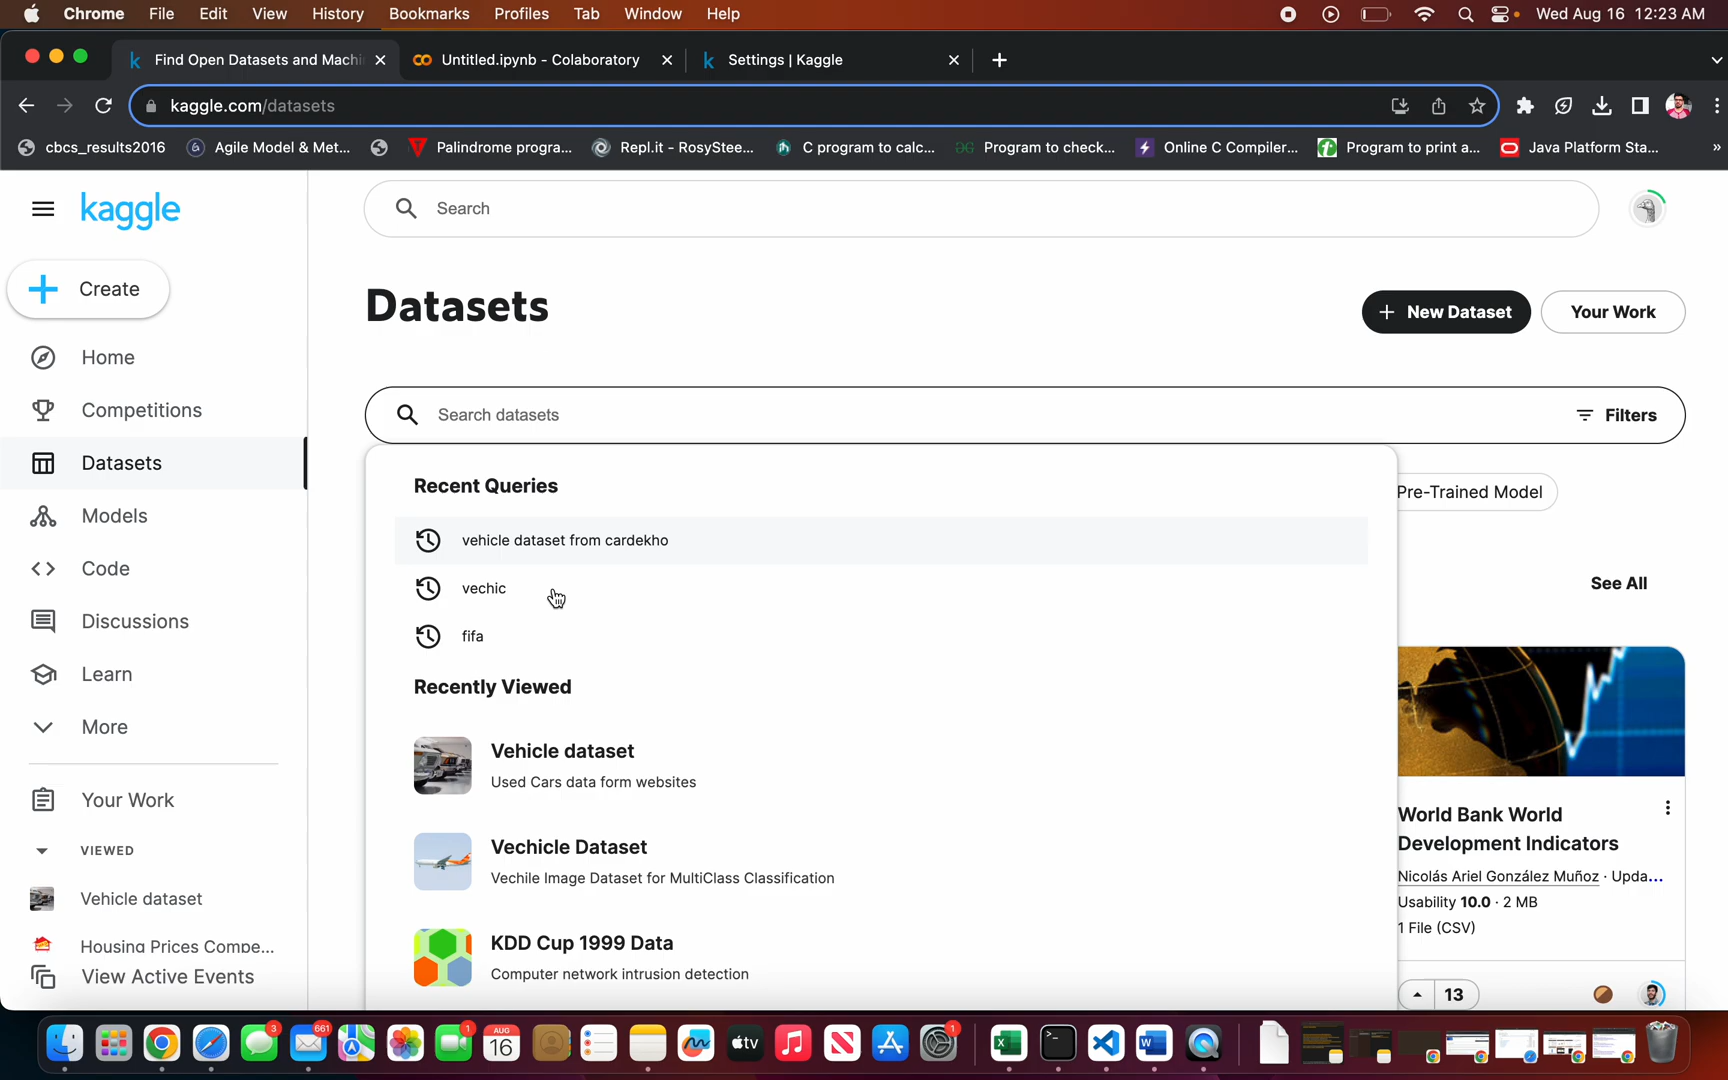 Chrome File Edit View History Bookmarks Profiles Tab Window Help Wed Aug 16 12:23 AM
Find Open Datasets and Machi Untitled.ipynb - Colaboratory Settings | Kaggle
kaggle.com/datasets
cbcs_results2016 Agile Model & Met... Palindrome progra... Repl.it - RosyStee... C program to calc... Program to check... Online C Compiler... Program to print a... Java Platform Sta... »
kaggle
Search
Create
Datasets
New Dataset
Your Work
Home
Competitions
Datasets
Models
Code
Discussions
Learn
More
Your Work
VIEWED
Vehicle dataset
Housing Prices Compe...
View Active Events
Search datasets
Filters
Recent Queries
vehicle dataset from cardekho
vechic
fifa
Recently Viewed
Vehicle dataset
Used Cars data form websites
Vechicle Dataset
Vechile Image Dataset for MultiClass Classification
KDD Cup 1999 Data
Computer network intrusion detection
Pre-Trained Model
See All
World Bank World
Development Indicators
Nicolás Ariel González Muñoz · Upda...
Usability 10.0 · 2 MB
1 File (CSV)
13
3
661
1
AUG
16
tv
1